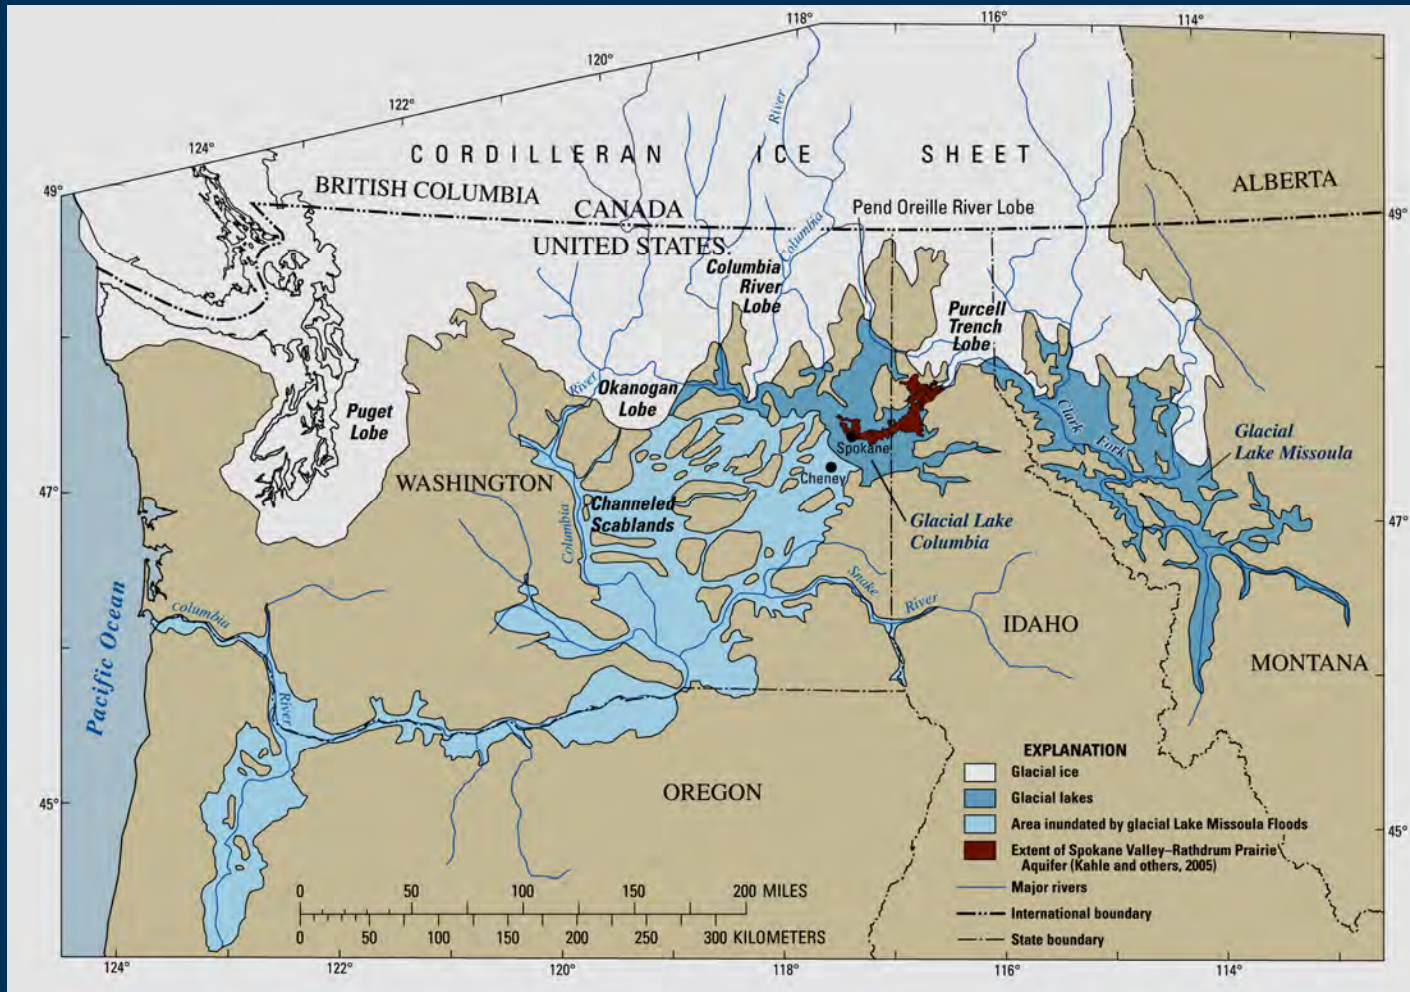 118°
116°
114°
120°
122°
124°
49°
CORDILLERAN ICE SHEET
River
BRITISH COLUMBIA
ALBERTA
CANADA
Pend Oreille River Lobe
49°
UNITED STATES
Columbia
Columbia
River
Lobe
Purcell
Trench
Lobe
River
Okanogan
Lobe
Puget
Lobe
Clark
Fork
Glacial
Lake Missoula
Spokane
Cheney
47°
WASHINGTON
Channeled
Scablands
Columbia
Glacial Lake
Columbia
47°
Snake
River
Columbia
IDAHO
MONTANA
Pacific Ocean
River
OREGON
45°
45°
EXPLANATION
Glacial ice
Glacial lakes
Area inundated by glacial Lake Missoula Floods
Extent of Spokane Valley–Rathdrum Prairie
Aquifer (Kahle and others, 2005)
Major rivers
International boundary
State boundary
0 50 100 150 200 MILES
0 50 100 150 200 250 300 KILOMETERS
124°
122°
120°
118°
116°
114°